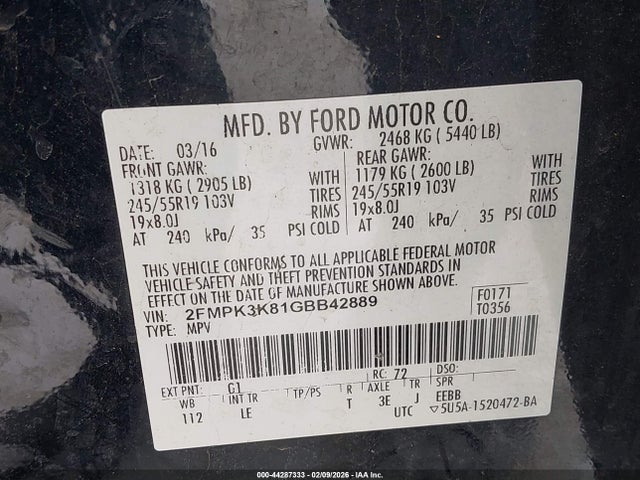 MFD. BY FORD MOTOR CO.
DATE: 03/16 GVWR: 2468 KG ( 5440 LB)
FRONT GAWR: REAR GAWR:
1318 KG ( 2905 LB) WITH 1179 KG ( 2600 LB) WITH
245/55R19 103V TIRES 245/55R19 103V TIRES
19x8.0J RIMS 19x8.0J RIMS
AT 240 kPa/ 35 PSI COLD AT 240 kPa/ 35 PSI COLD
THIS VEHICLE CONFORMS TO ALL APPLICABLE FEDERAL MOTOR
VEHICLE SAFETY AND THEFT PREVENTION STANDARDS IN
EFFECT ON THE DATE OF MANUFACTURE SHOWN ABOVE.
VIN: 2FMPK3K81GBB42889 F0171
TYPE: MPV T0356
EXT PNT: G1 RC: 72 DSO:
WB INT TR TP/PS R AXLE TR SPR
112 LE T 3E J EEBB
UTC ▽5U5A-1520472-BA
000-44287333 - 02/09/2026 - IAA Inc.